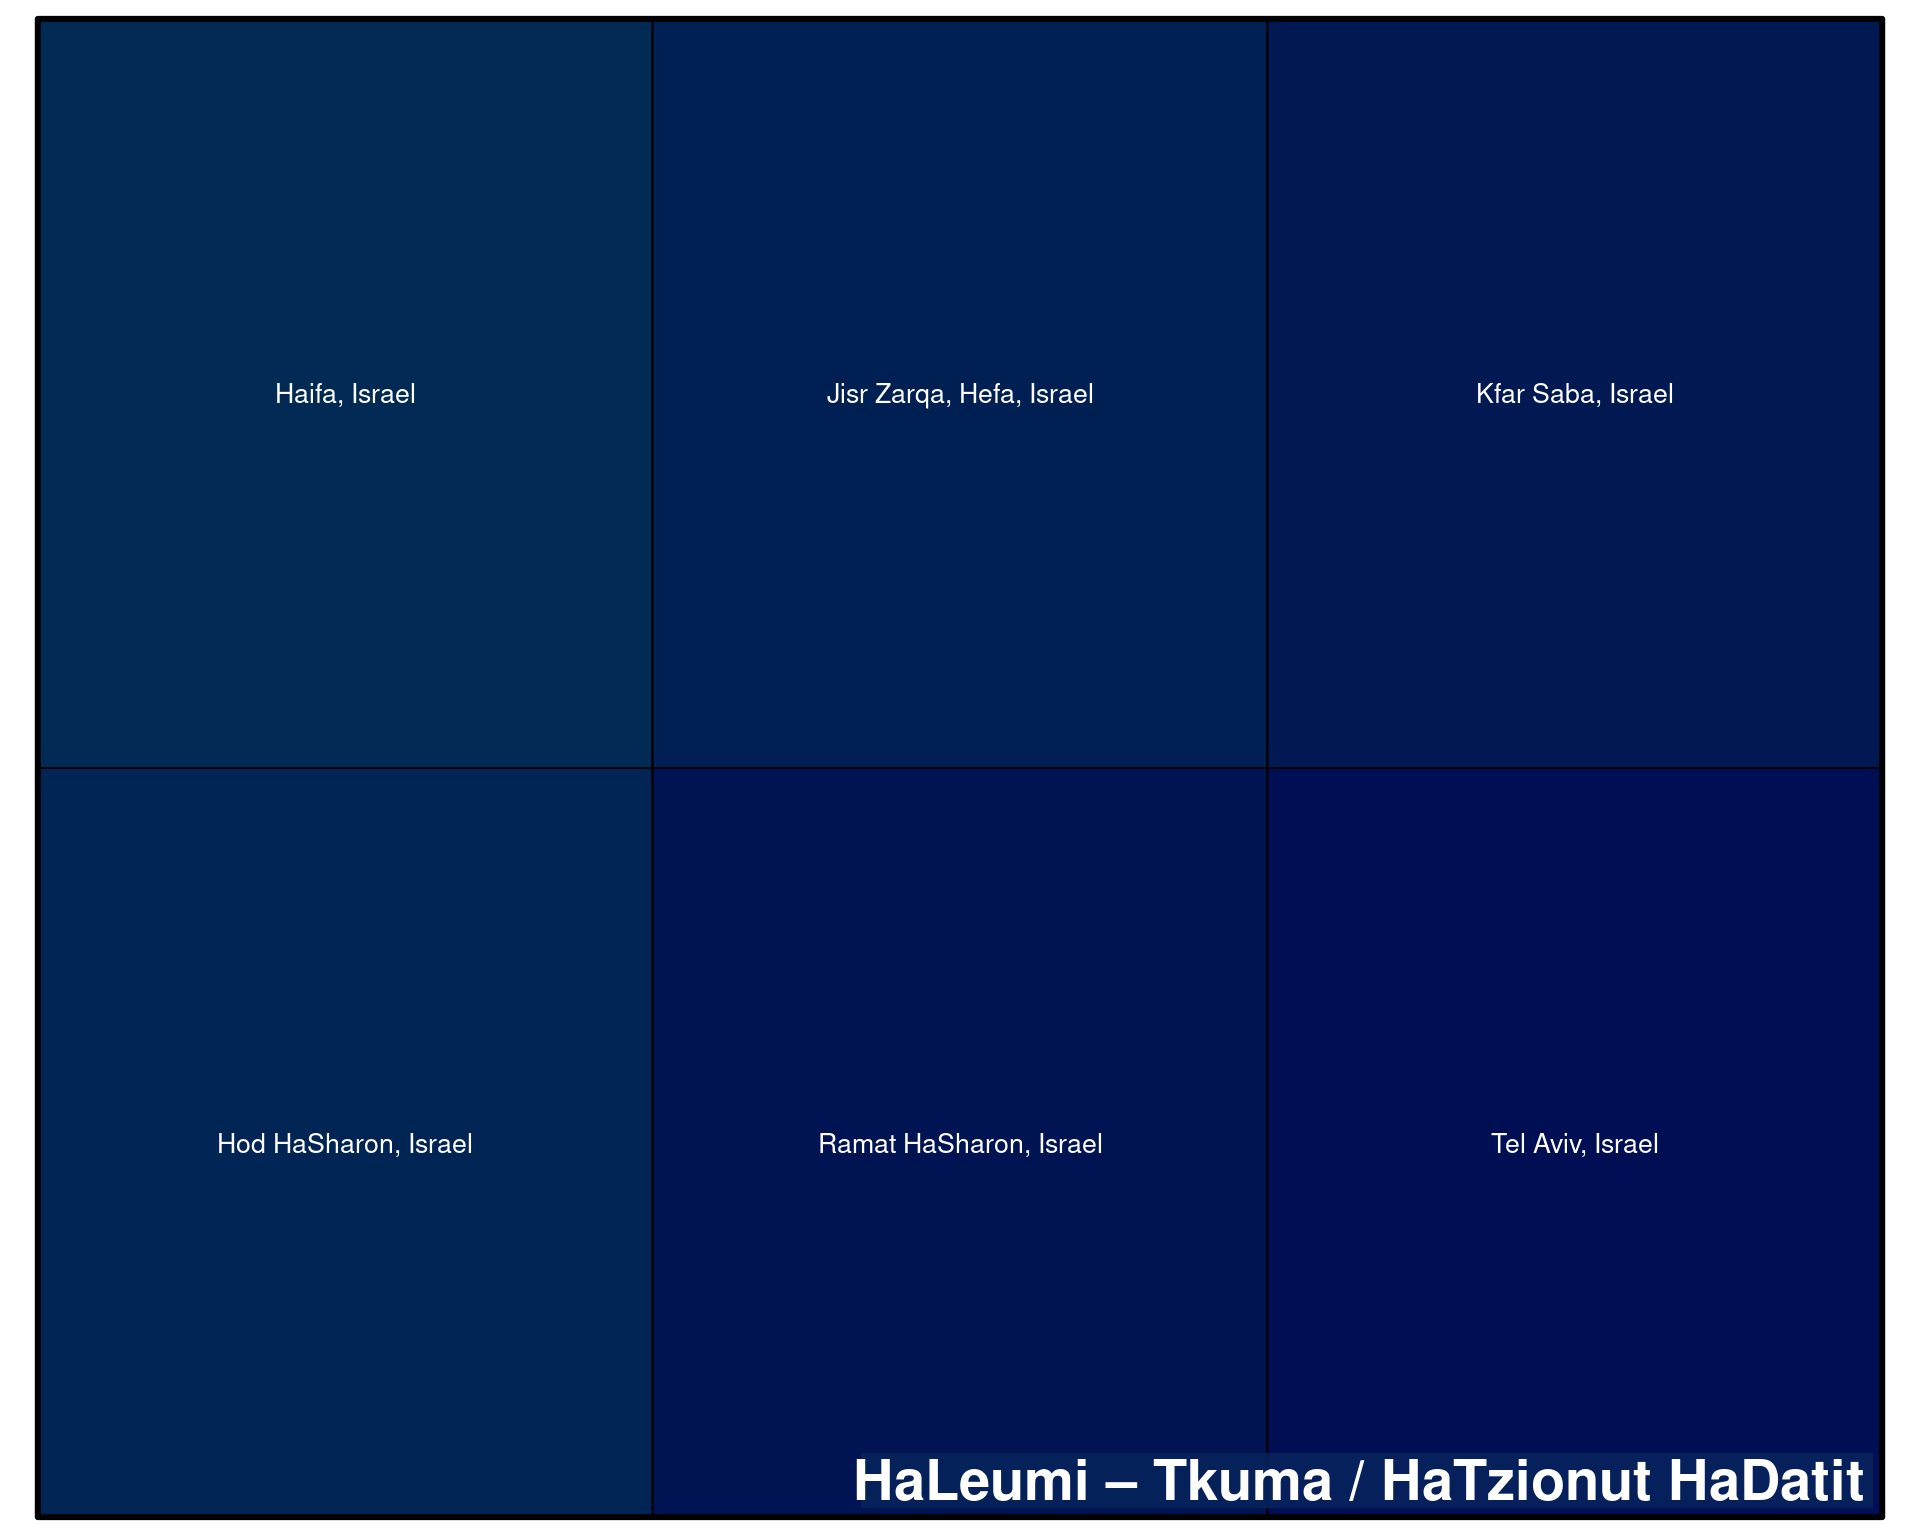 Haifa, Israel
Jisr Zarqa, Hefa, Israel
Kfar Saba, Israel
Hod HaSharon, Israel
Ramat HaSharon, Israel
Tel Aviv, Israel
HaLeumi – Tkuma / HaTzionut HaDatit